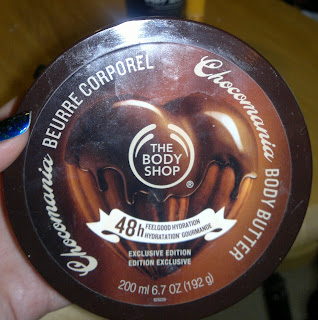 Chocomania BEURRE CORPOREL
Chocomania BODY BUTTER
THE
BODY
SHOP
®
48h FEELGOOD HYDRATION
HYDRATATION GOURMANDE
EXCLUSIVE EDITION
EDITION EXCLUSIVE
200 ml 6.7 OZ (192 g)